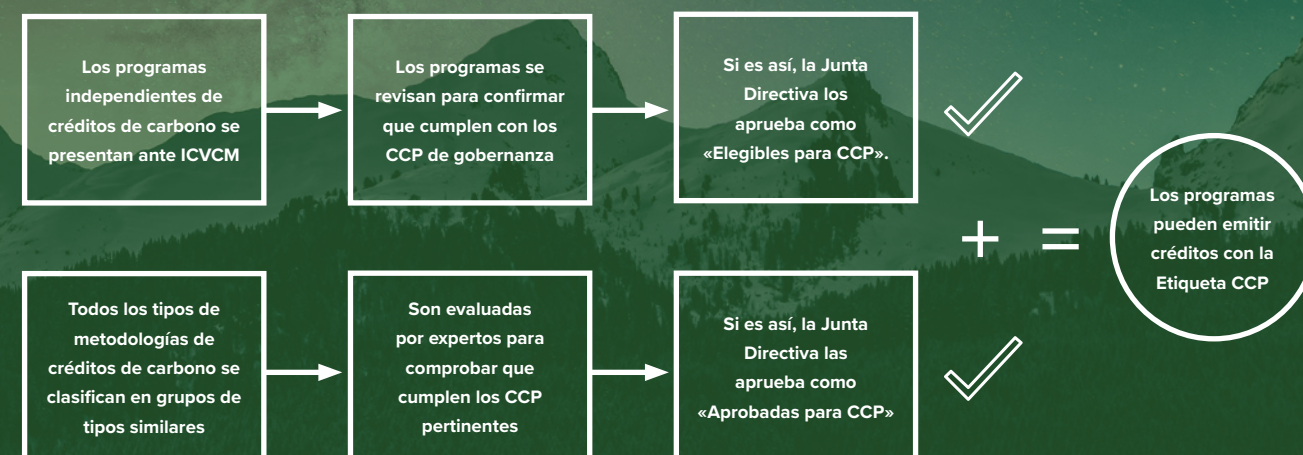 Los programas
independientes de
créditos de carbono se
presentan ante ICVCM
Los programas se
revisan para confirmar
que cumplen con los
CCP de gobernanza
Si es así, la Junta
Directiva los
aprueba como
«Elegibles para CCP».
Todos los tipos de
metodologías de
créditos de carbono se
clasifican en grupos de
tipos similares
Son evaluadas
por expertos para
comprobar que
cumplen los CCP
pertinentes
Si es así, la Junta
Directiva las
aprueba como
«Aprobadas para CCP»
+ =
Los programas
pueden emitir
créditos con la
Etiqueta CCP